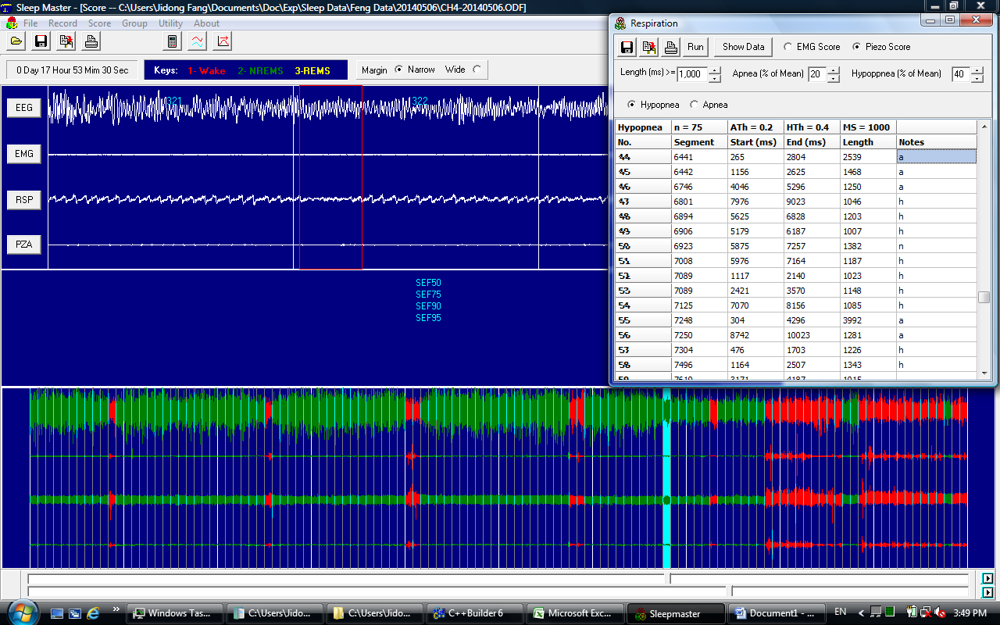 Sleep Master - [Score -- C:\Users\Jidong Fang\Documents\Doc\Exp\Sleep Data\Feng Data\20140506\CH4-20140506.ODF]
File Record Score Group Utility About
0 Day 17 Hour 53 Mim 30 Sec
Keys: 1- Wake 2- NREMS 3-REMS
Margin Narrow Wide
EEG
321 322
EMG
RSP
PZA
SEF50
SEF75
SEF90
SEF95
Respiration
Run Show Data EMG Score Piezo Score
Length (ms) >= 1,000 Apnea (% of Mean) 20 Hypoppnea (% of Mean) 40
Hypopnea Apnea
Hypopnea n = 75 ATh = 0.2 HTh = 0.4 MS = 1000
No. Segment Start (ms) End (ms) Length Notes
44 6441 265 2804 2539 a
45 6442 1156 2625 1468 a
46 6746 4046 5296 1250 a
47 6801 7976 9023 1046 h
48 6894 5625 6828 1203 h
49 6906 5179 6187 1007 h
50 6923 5875 7257 1382 n
51 7008 5976 7164 1187 h
52 7089 1117 2140 1023 h
53 7089 2421 3570 1148 h
54 7125 7070 8156 1085 h
55 7248 304 4296 3992 a
56 7250 8742 10023 1281 a
57 7304 476 1703 1226 h
58 7496 1164 2507 1343 h
59 7610 3171 4187 1015
Windows Tas... C:\Users\Jido... C:\Users\Jido... C++Builder 6 Microsoft Exc... Sleepmaster Document1 - ... EN 3:49 PM